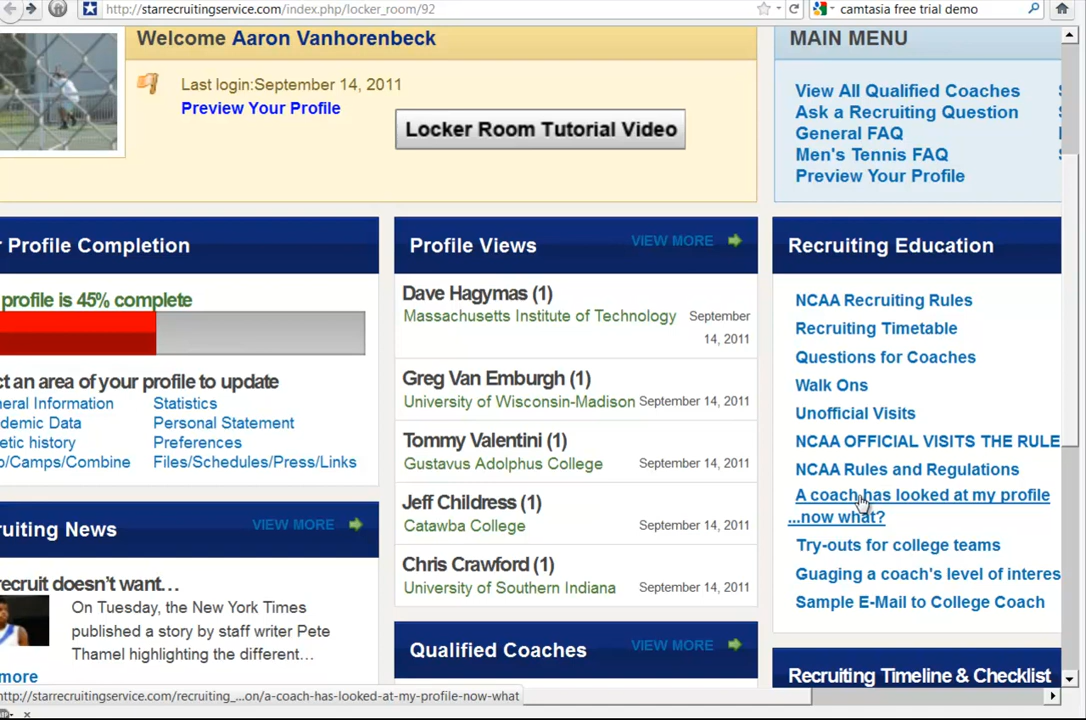 http://starrecruitingservice.com/index.php/locker_room/92
camtasia free trial demo
Welcome Aaron Vanhorenbeck
Last login:September 14, 2011
Preview Your Profile
Locker Room Tutorial Video
MAIN MENU
View All Qualified Coaches
Ask a Recruiting Question
General FAQ
Men's Tennis FAQ
Preview Your Profile
Profile Completion
profile is 45% complete
ct an area of your profile to update
neral Information
demic Data
etic history
o/Camps/Combine
Statistics
Personal Statement
Preferences
Files/Schedules/Press/Links
ruiting News
VIEW MORE
recruit doesn't want...
On Tuesday, the New York Times
published a story by staff writer Pete
Thamel highlighting the different...
more
Profile Views
VIEW MORE
Dave Hagymas (1)
Massachusetts Institute of Technology
September
14, 2011
Greg Van Emburgh (1)
University of Wisconsin-Madison September 14, 2011
Tommy Valentini (1)
Gustavus Adolphus College September 14, 2011
Jeff Childress (1)
Catawba College September 14, 2011
Chris Crawford (1)
University of Southern Indiana September 14, 2011
Qualified Coaches
VIEW MORE
Recruiting Education
NCAA Recruiting Rules
Recruiting Timetable
Questions for Coaches
Walk Ons
Unofficial Visits
NCAA OFFICIAL VISITS THE RULE
NCAA Rules and Regulations
A coach has looked at my profile
...now what?
Try-outs for college teams
Guaging a coach's level of interes
Sample E-Mail to College Coach
Recruiting Timeline & Checklist
http://starrecruitingservice.com/recruiting_...on/a-coach-has-looked-at-my-profile-now-what